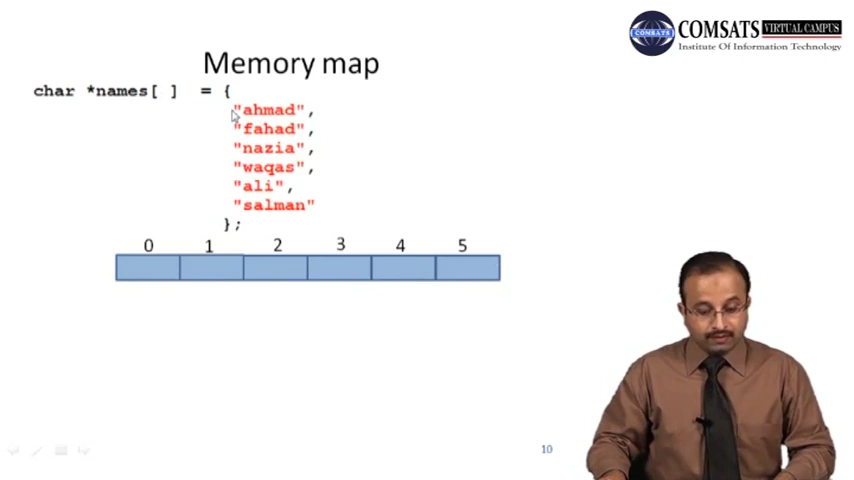 COMSATS
COMSATS VIRTUAL CAMPUS
Institute Of Information Technology
Memory map
char *names[ ] = {
"ahmad",
"fahad",
"nazia",
"waqas",
"ali",
"salman"
};
0 1 2 3 4 5
10